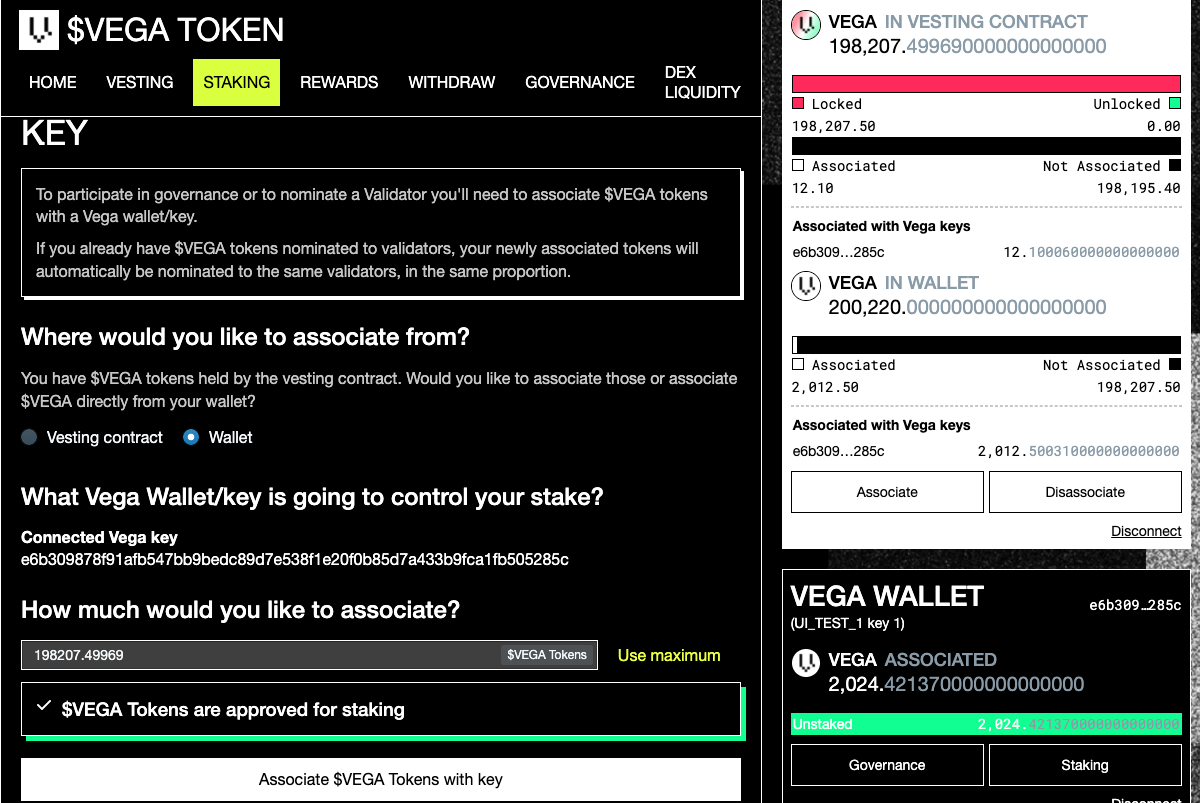 $VEGA TOKEN
HOME VESTING STAKING REWARDS WITHDRAW GOVERNANCE DEX LIQUIDITY
KEY
To participate in governance or to nominate a Validator you'll need to associate $VEGA tokens
with a Vega wallet/key.
If you already have $VEGA tokens nominated to validators, your newly associated tokens will
automatically be nominated to the same validators, in the same proportion.
Where would you like to associate from?
You have $VEGA tokens held by the vesting contract. Would you like to associate those or associate
$VEGA directly from your wallet?
Vesting contract Wallet
What Vega Wallet/key is going to control your stake?
Connected Vega key
e6b309878f91afb547bb9bedc89d7e538f1e20f0b85d7a433b9fca1fb505285c
How much would you like to associate?
198207.49969 $VEGA Tokens Use maximum
$VEGA Tokens are approved for staking
Associate $VEGA Tokens with key
VEGA IN VESTING CONTRACT
198,207.499690000000000000
Locked Unlocked
198,207.50 0.00
Associated Not Associated
12.10 198,195.40
Associated with Vega keys
e6b309…285c 12.100060000000000000
VEGA IN WALLET
200,220.000000000000000000
Associated Not Associated
2,012.50 198,207.50
Associated with Vega keys
e6b309…285c 2,012.500310000000000000
Associate Disassociate
Disconnect
VEGA WALLET e6b309…285c
(UI_TEST_1 key 1)
VEGA ASSOCIATED
2,024.421370000000000000
Unstaked 2,024.421370000000000000
Governance Staking
Disconnect